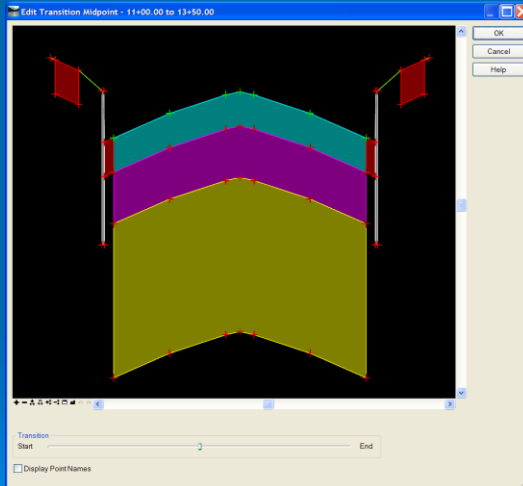 Edit Transition Midpoint - 11+00.00 to 13+50.00
OK
Cancel
Help
Transition
Start
End
Display Point Names